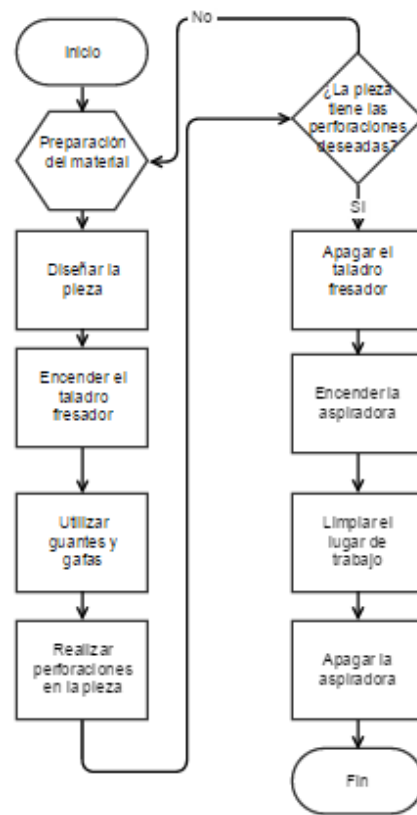 Inicio
Preparación
del material
Diseñar la
pieza
Encender el
taladro
fresador
Utilizar
guantes y
gafas
Realizar
perforaciones
en la pieza
No
¿La pieza
tiene las
perforaciones
deseadas?
Si
Apagar el
taladro
fresador
Encender la
aspiradora
Limpiar el
lugar de
trabajo
Apagar la
aspiradora
Fin